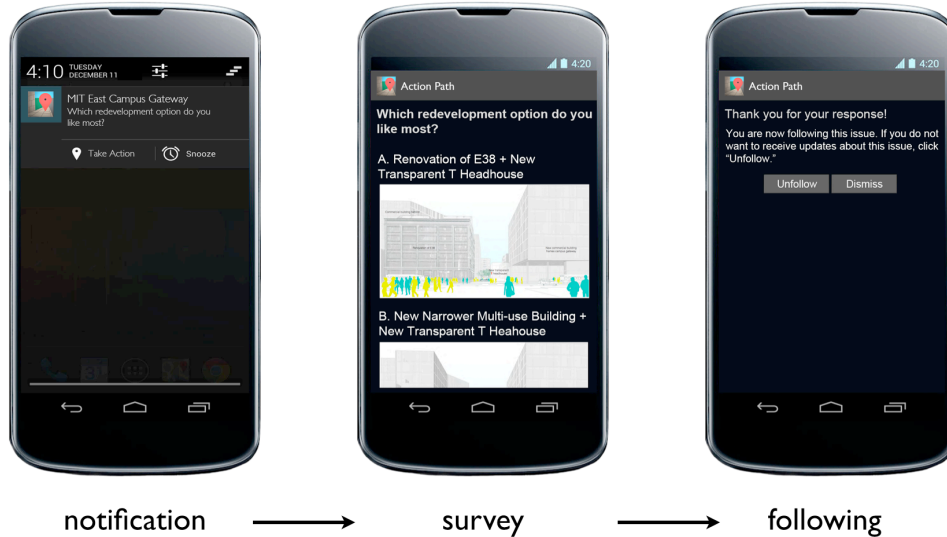 4:10 TUESDAY
DECEMBER 11
MIT East Campus Gateway
Which redevelopment option do you
like most?
Take Action
Snooze
notification
4:20
Action Path
Which redevelopment option do you
like most?
A. Renovation of E38 + New
Transparent T Headhouse
B. New Narrower Multi-use Building +
New Transparent T Heahouse
survey
4:20
Action Path
Thank you for your response!
You are now following this issue. If you do not
want to receive updates about this issue, click
"Unfollow."
Unfollow
Dismiss
following